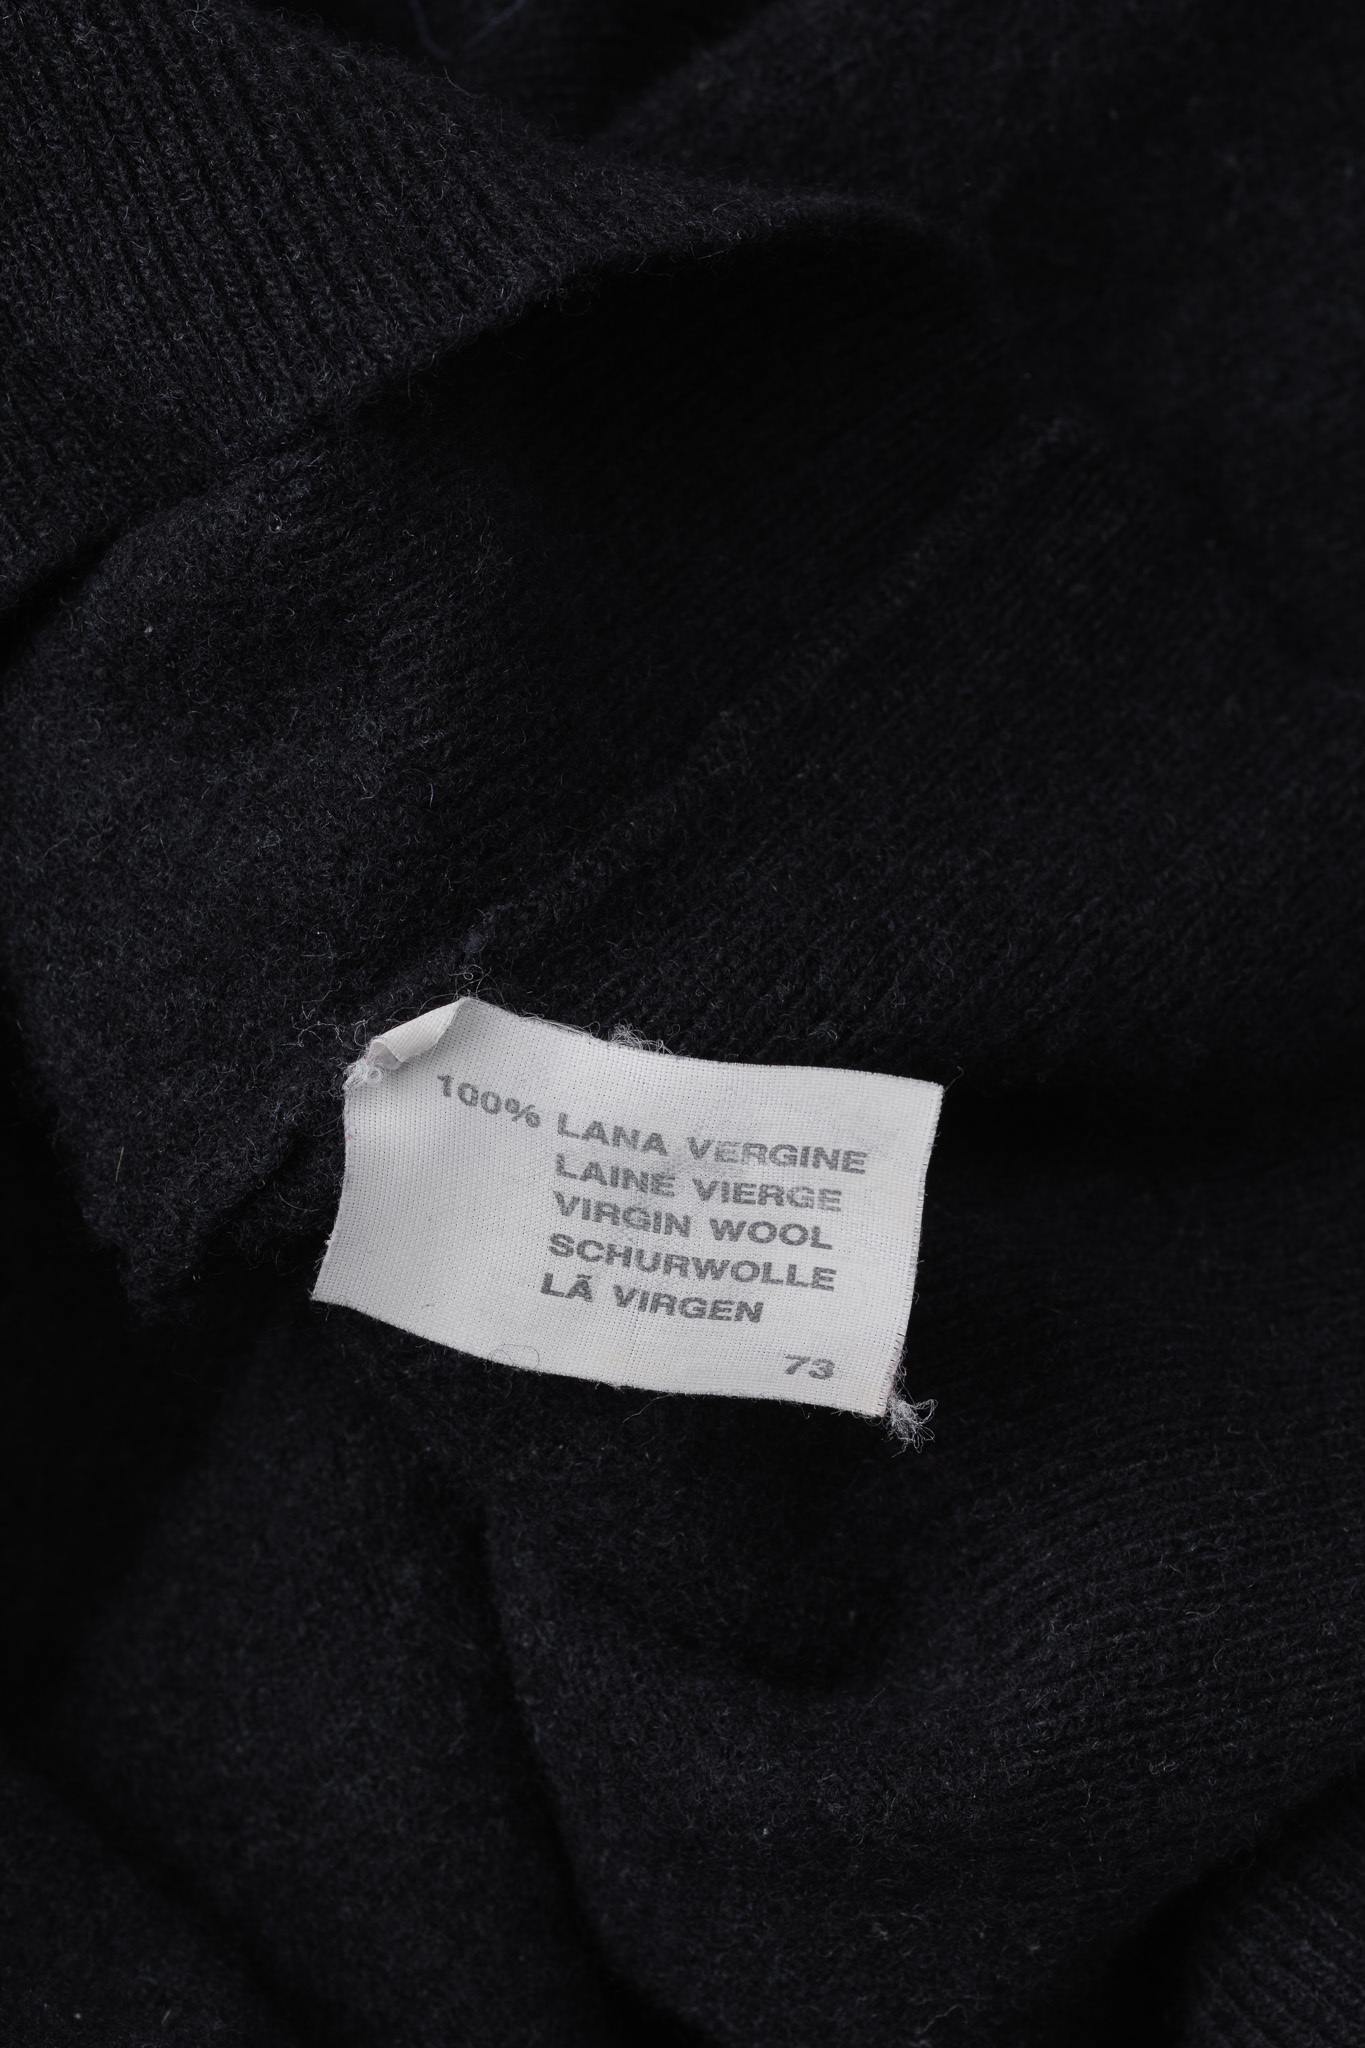 100% LANA VERGINE
LAINE VIERGE
VIRGIN WOOL
SCHURWOLLE
LÃ VIRGEN
73